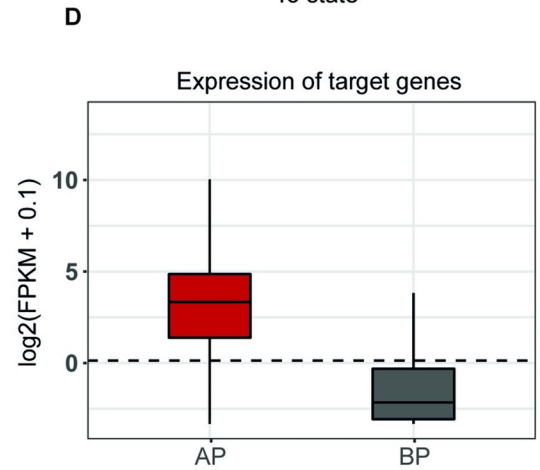 D
Expression of target genes
log2(FPKM + 0.1)
10
5
0
AP
BP